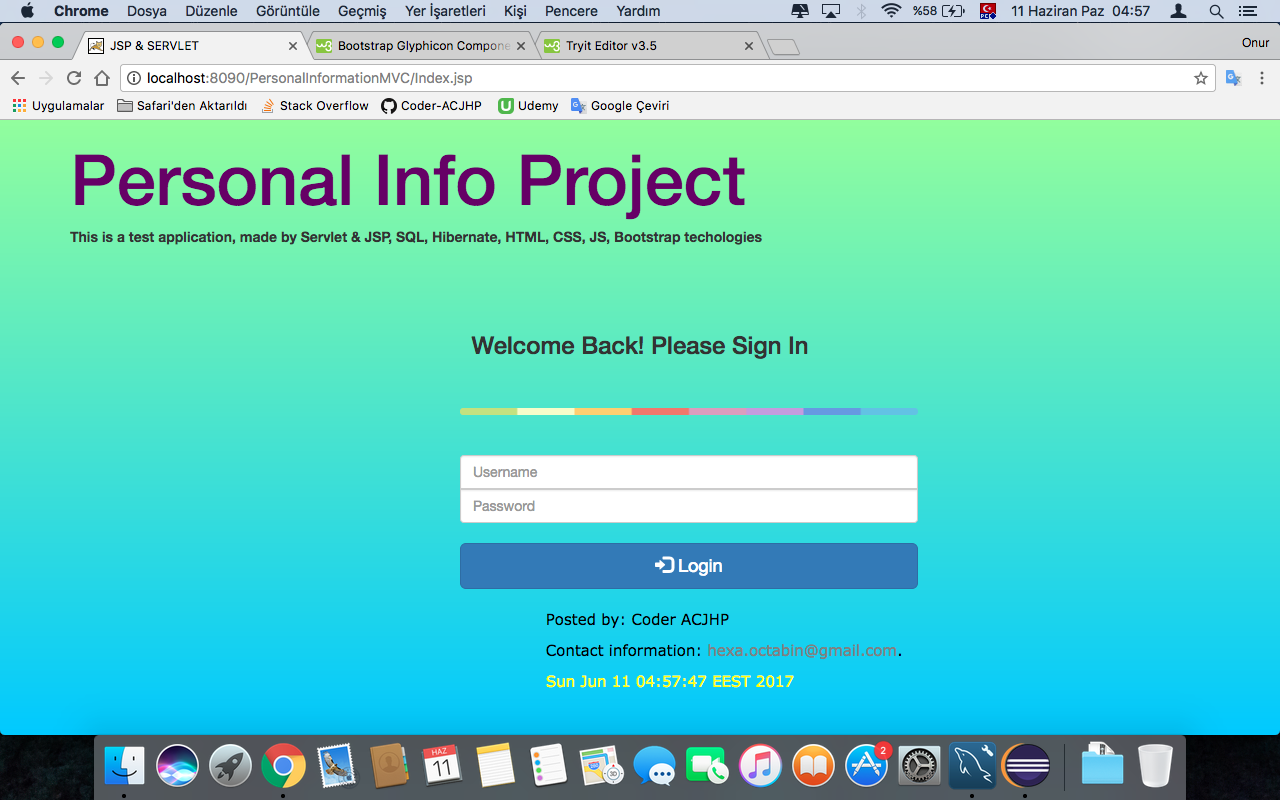 Chrome Dosya Düzenle Görüntüle Geçmiş Yer İşaretleri Kişi Pencere Yardım %58 11 Haziran Paz 04:57
JSP & SERVLET Bootstrap Glyphicon Compone Tryit Editor v3.5 Onur
localhost:8090/PersonalInformationMVC/Index.jsp
Uygulamalar Safari'den Aktarıldı Stack Overflow Coder-ACJHP Udemy Google Çeviri
Personal Info Project
This is a test application, made by Servlet & JSP, SQL, Hibernate, HTML, CSS, JS, Bootstrap techologies
Welcome Back! Please Sign In
Username
Password
Login
Posted by: Coder ACJHP
Contact information: hexa.octabin@gmail.com.
Sun Jun 11 04:57:47 EEST 2017
HAZ
11
3D
2